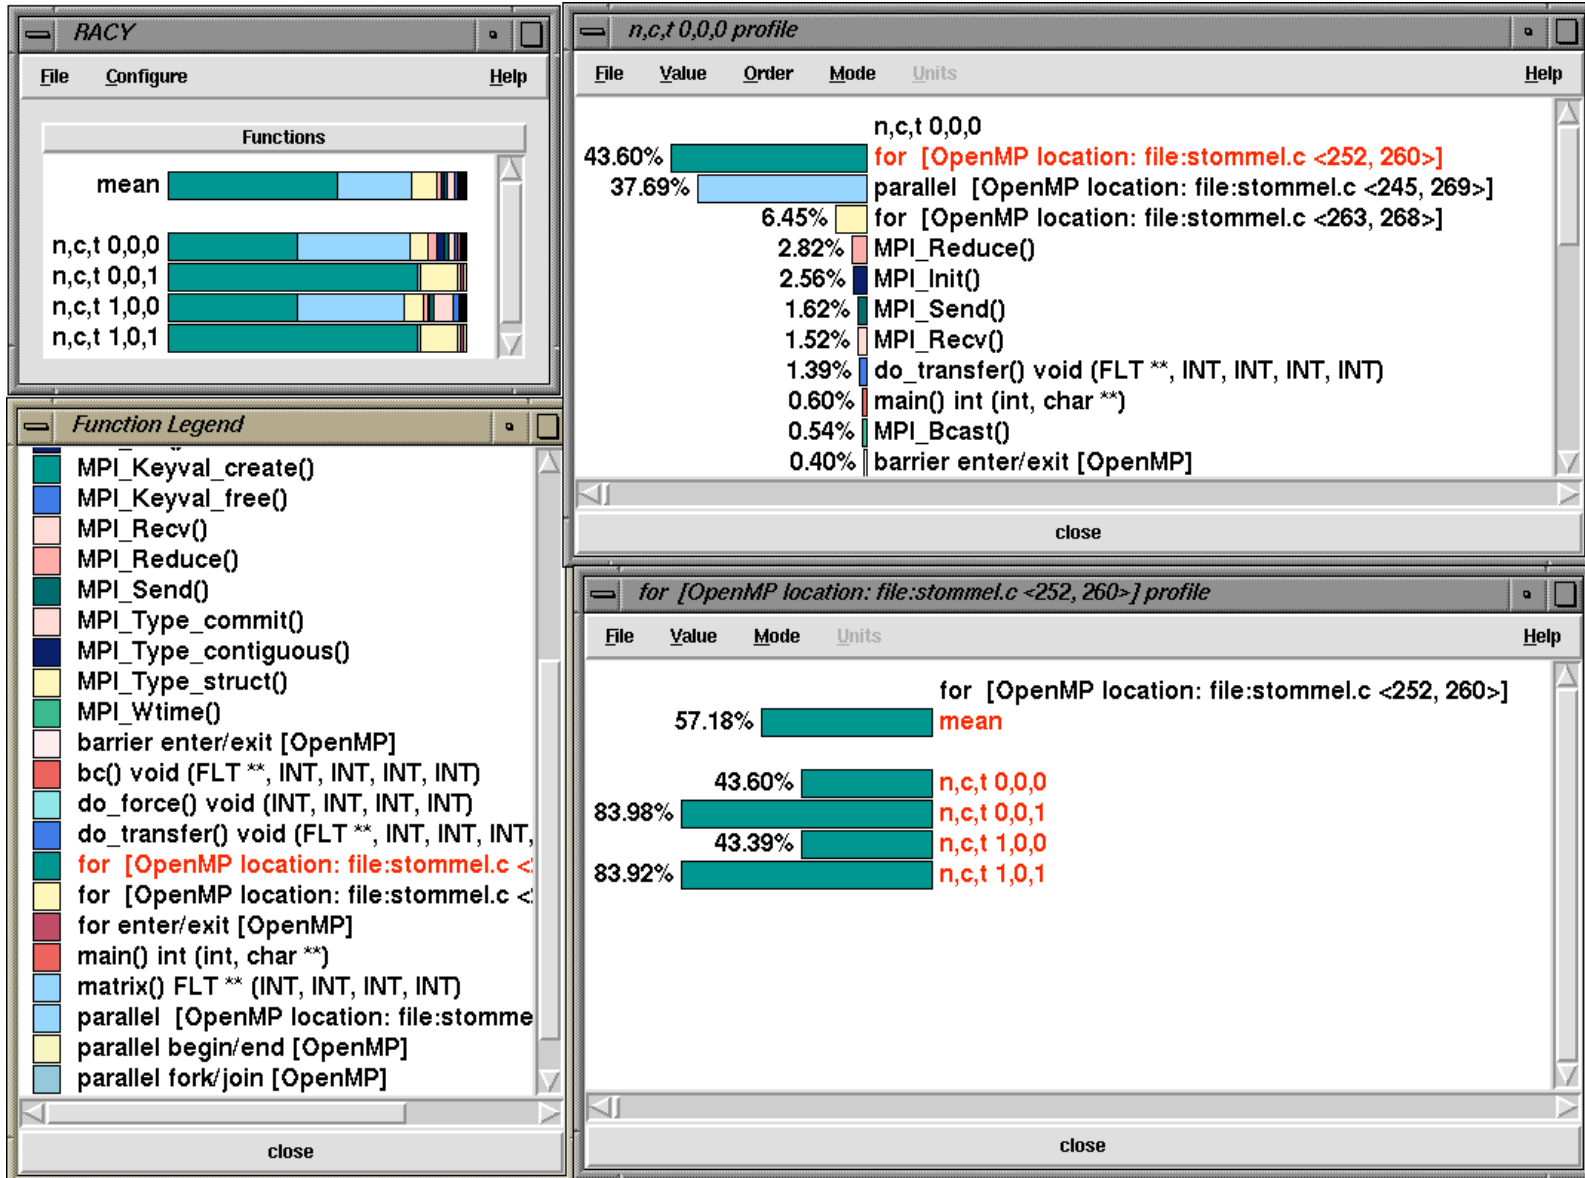 RACY
File Configure Help
Functions
mean
n,c,t 0,0,0
n,c,t 0,0,1
n,c,t 1,0,0
n,c,t 1,0,1
n,c,t 0,0,0 profile
File Value Order Mode Units Help
n,c,t 0,0,0
43.60% for [OpenMP location: file:stommel.c <252, 260>]
37.69% parallel [OpenMP location: file:stommel.c <245, 269>]
6.45% for [OpenMP location: file:stommel.c <263, 268>]
2.82% MPI_Reduce()
2.56% MPI_Init()
1.62% MPI_Send()
1.52% MPI_Recv()
1.39% do_transfer() void (FLT **, INT, INT, INT, INT)
0.60% main() int (int, char **)
0.54% MPI_Bcast()
0.40% barrier enter/exit [OpenMP]
close
Function Legend
MPI_Keyval_create()
MPI_Keyval_free()
MPI_Recv()
MPI_Reduce()
MPI_Send()
MPI_Type_commit()
MPI_Type_contiguous()
MPI_Type_struct()
MPI_Wtime()
barrier enter/exit [OpenMP]
bc() void (FLT **, INT, INT, INT, INT)
do_force() void (INT, INT, INT, INT)
do_transfer() void (FLT **, INT, INT, INT,
for [OpenMP location: file:stommel.c <
for [OpenMP location: file:stommel.c <
for enter/exit [OpenMP]
main() int (int, char **)
matrix() FLT ** (INT, INT, INT, INT)
parallel [OpenMP location: file:stomme
parallel begin/end [OpenMP]
parallel fork/join [OpenMP]
close
for [OpenMP location: file:stommel.c <252, 260>] profile
File Value Mode Units Help
for [OpenMP location: file:stommel.c <252, 260>]
57.18% mean
43.60% n,c,t 0,0,0
83.98% n,c,t 0,0,1
43.39% n,c,t 1,0,0
83.92% n,c,t 1,0,1
close